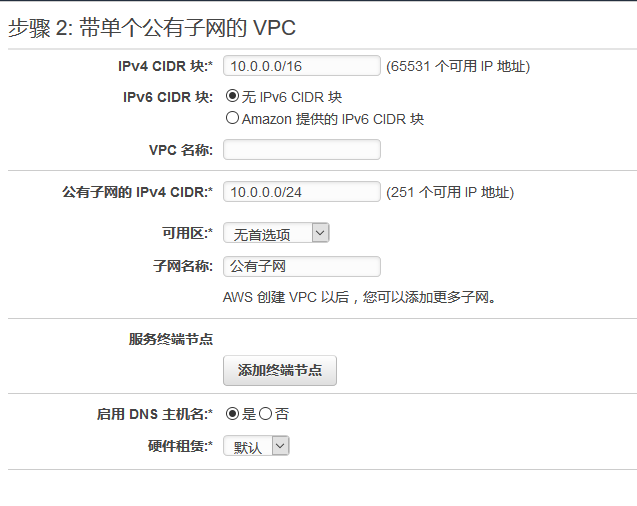 步骤 2: 带单个公有子网的 VPC
IPv4 CIDR 块:* 10.0.0.0/16 (65531 个可用 IP 地址)
IPv6 CIDR 块: 无 IPv6 CIDR 块
Amazon 提供的 IPv6 CIDR 块
VPC 名称:
公有子网的 IPv4 CIDR:* 10.0.0.0/24 (251 个可用 IP 地址)
可用区:* 无首选项
子网名称: 公有子网
AWS 创建 VPC 以后，您可以添加更多子网。
服务终端节点
添加终端节点
启用 DNS 主机名:* 是 否
硬件租赁:* 默认